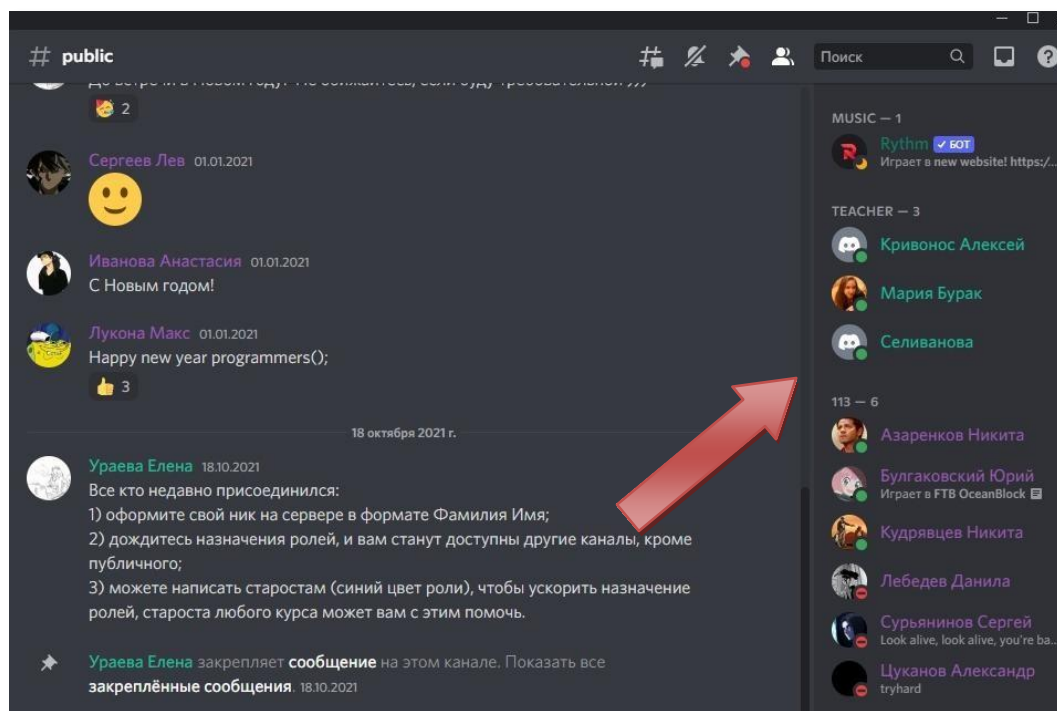 public
Поиск
2
Сергеев Лев 01.01.2021
Иванова Анастасия 01.01.2021
С Новым годом!
Лукона Макс 01.01.2021
Happy new year programmers();
3
18 октября 2021 г.
Ураева Елена 18.10.2021
Все кто недавно присоединился:
1) оформите свой ник на сервере в формате Фамилия Имя;
2) дождитесь назначения ролей, и вам станут доступны другие каналы, кроме
публичного;
3) можете написать старостам (синий цвет роли), чтобы ускорить назначение
ролей, староста любого курса может вам с этим помочь.
Ураева Елена закрепляет сообщение на этом канале. Показать все
закреплённые сообщения. 18.10.2021
MUSIC — 1
Rythm БОТ
Играет в new website! https:/...
TEACHER — 3
Кривонос Алексей
Мария Бурак
Селиванова
113 — 6
Азаренков Никита
Булгаковский Юрий
Играет в FTB OceanBlock
Кудрявцев Никита
Лебедев Данила
Сурьянинов Сергей
Look alive, look alive, you're ba...
Цуканов Александр
tryhard